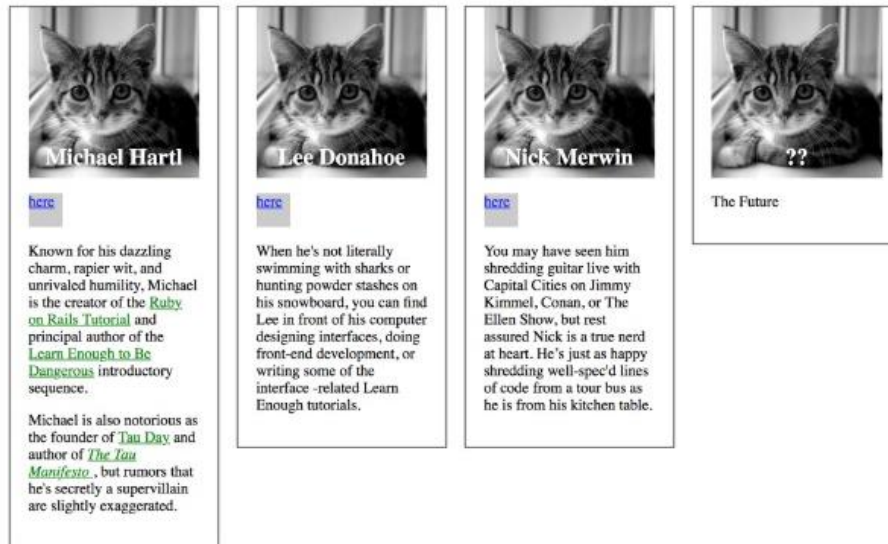 Michael Hartl
here
Known for his dazzling
charm, rapier wit, and
unrivaled humility, Michael
is the creator of the Ruby
on Rails Tutorial and
principal author of the
Learn Enough to Be
Dangerous introductory
sequence.
Michael is also notorious as
the founder of Tau Day and
author of The Tau
Manifesto , but rumors that
he's secretly a supervillain
are slightly exaggerated.
Lee Donahoe
here
When he's not literally
swimming with sharks or
hunting powder stashes on
his snowboard, you can find
Lee in front of his computer
designing interfaces, doing
front-end development, or
writing some of the
interface -related Learn
Enough tutorials.
Nick Merwin
here
You may have seen him
shredding guitar live with
Capital Cities on Jimmy
Kimmel, Conan, or The
Ellen Show, but rest
assured Nick is a true nerd
at heart. He's just as happy
shredding well-spec'd lines
of code from a tour bus as
he is from his kitchen table.
??
The Future